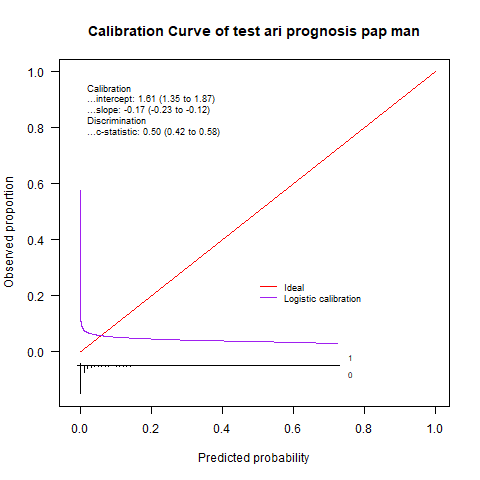 Calibration Curve of test ari prognosis pap man
Calibration
...intercept: 1.61 (1.35 to 1.87)
...slope: -0.17 (-0.23 to -0.12)
Discrimination
...c-statistic: 0.50 (0.42 to 0.58)
Observed proportion
1.0
0.8
0.6
0.4
0.2
0.0
Ideal
Logistic calibration
1
0
0.0 0.2 0.4 0.6 0.8 1.0
Predicted probability